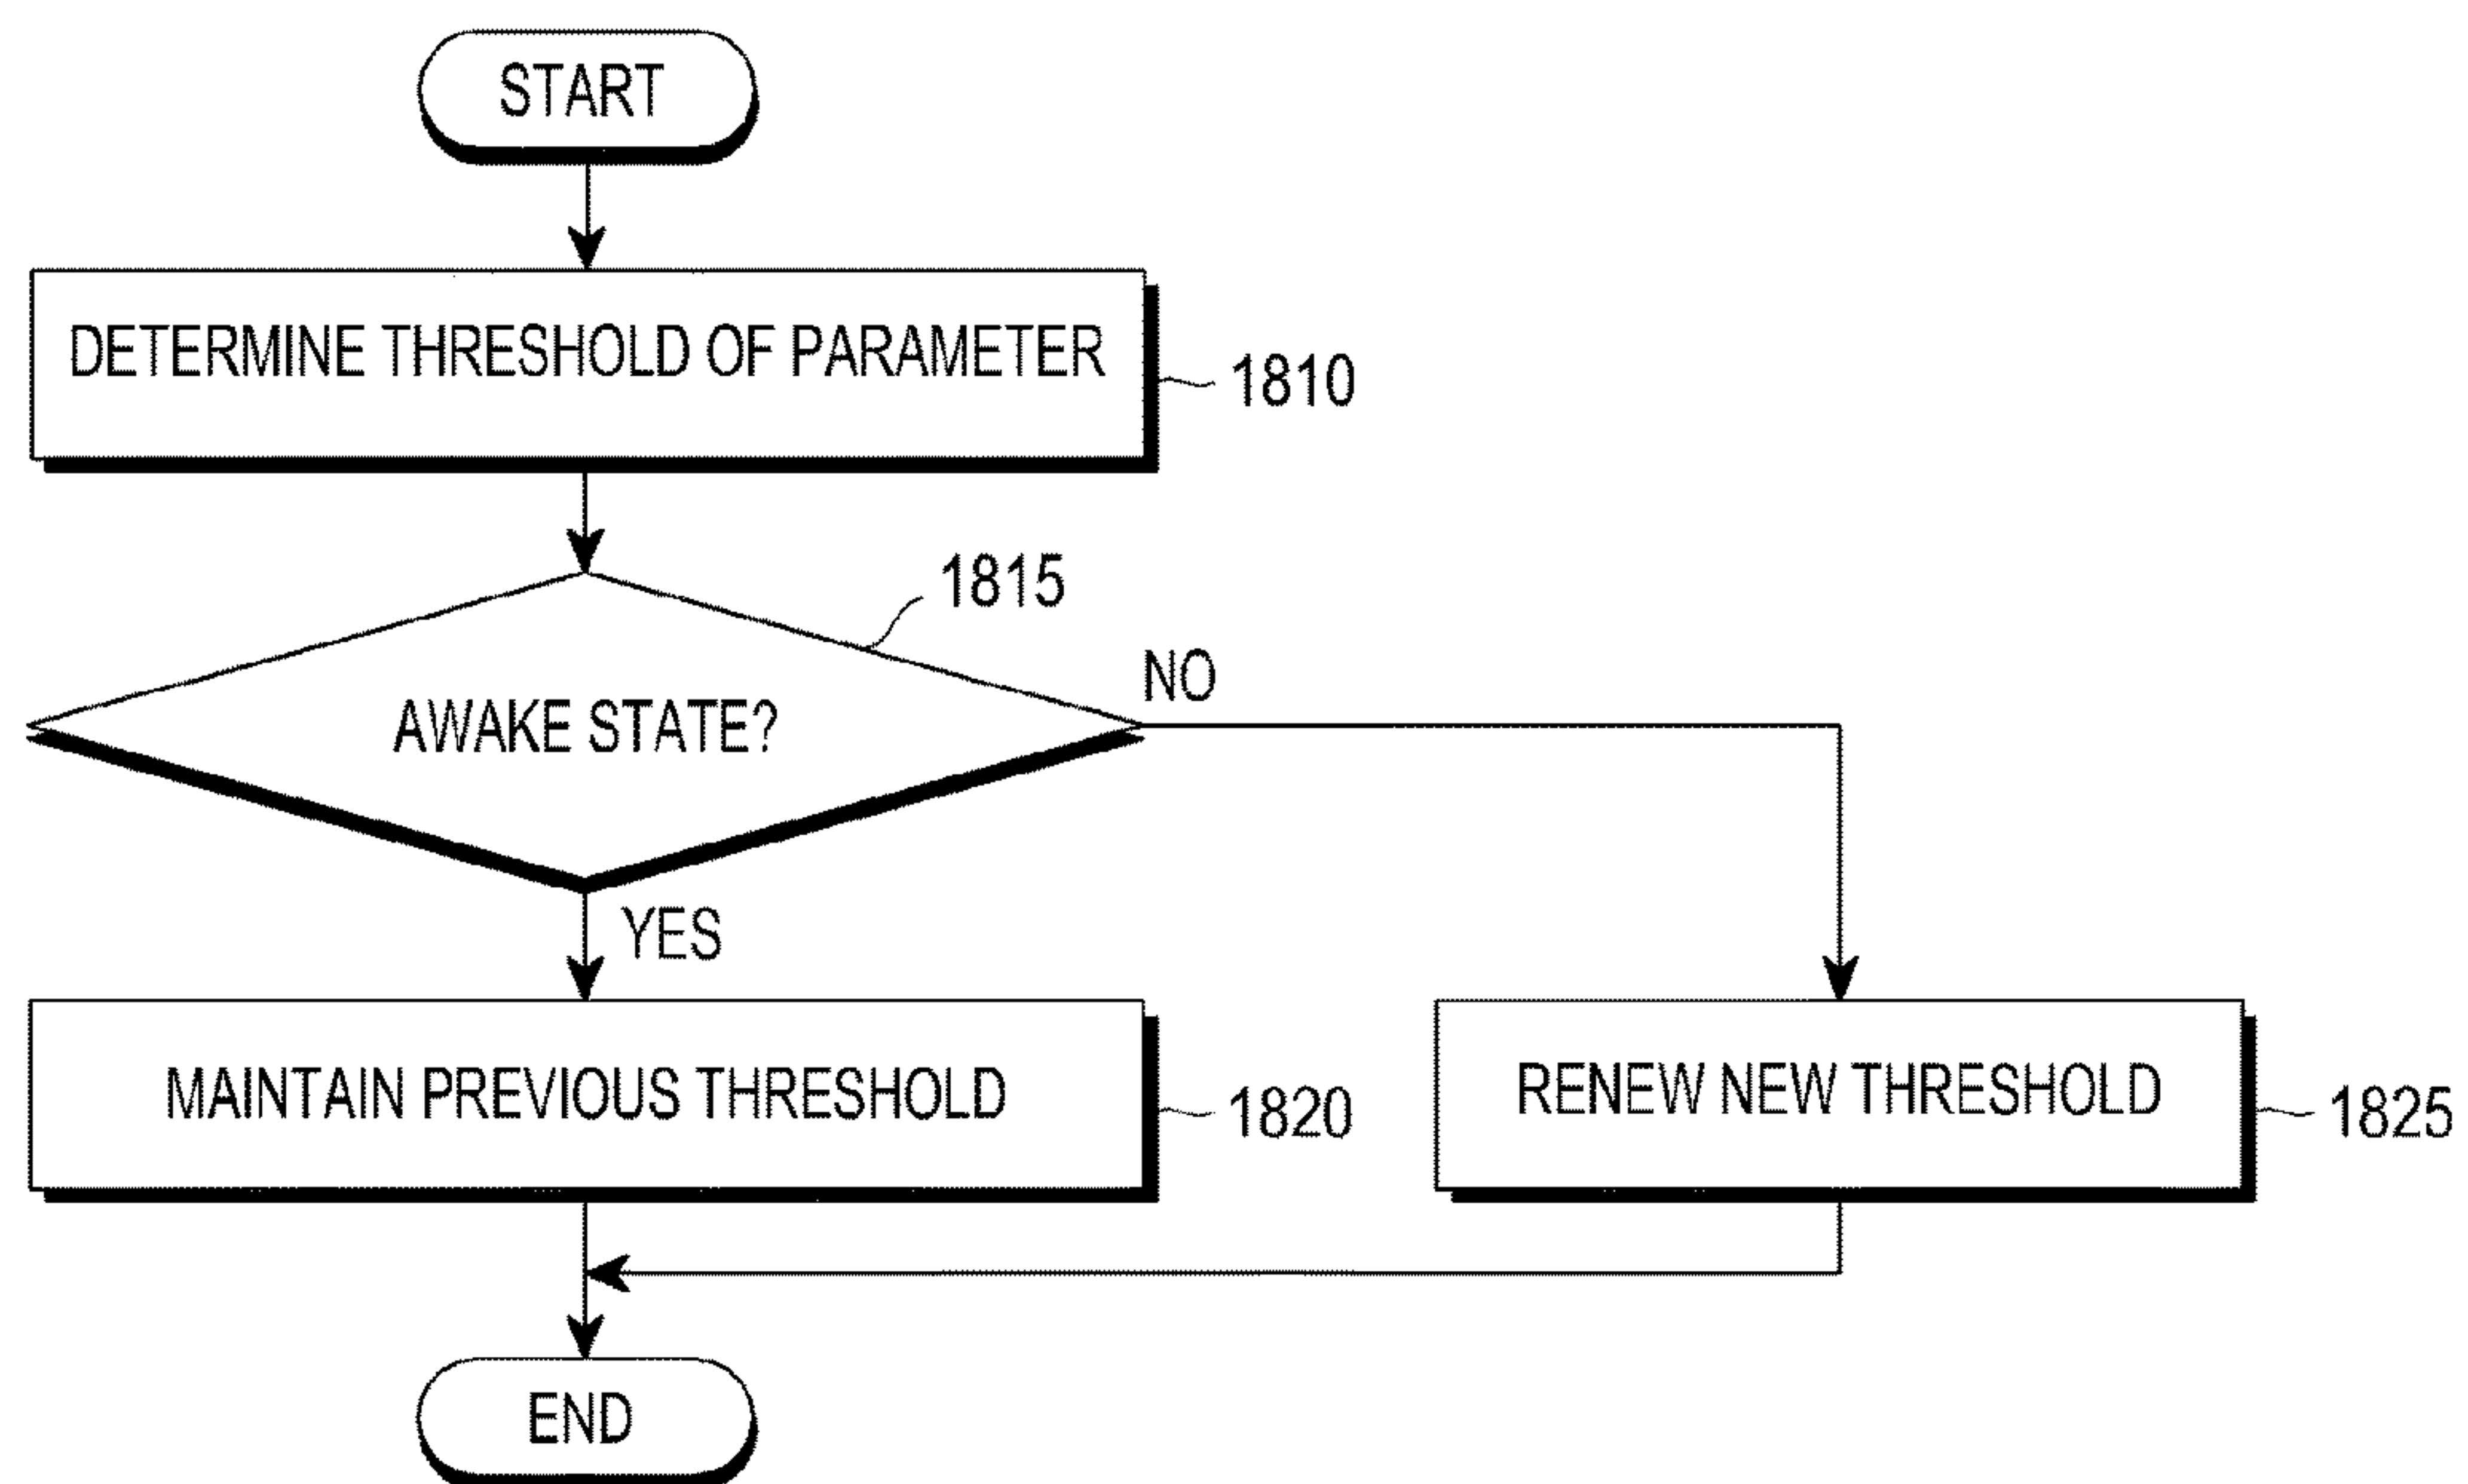 START
DETERMINE THRESHOLD OF PARAMETER
1810
1815
AWAKE STATE?
NO
YES
MAINTAIN PREVIOUS THRESHOLD
1820
RENEW NEW THRESHOLD
1825
END